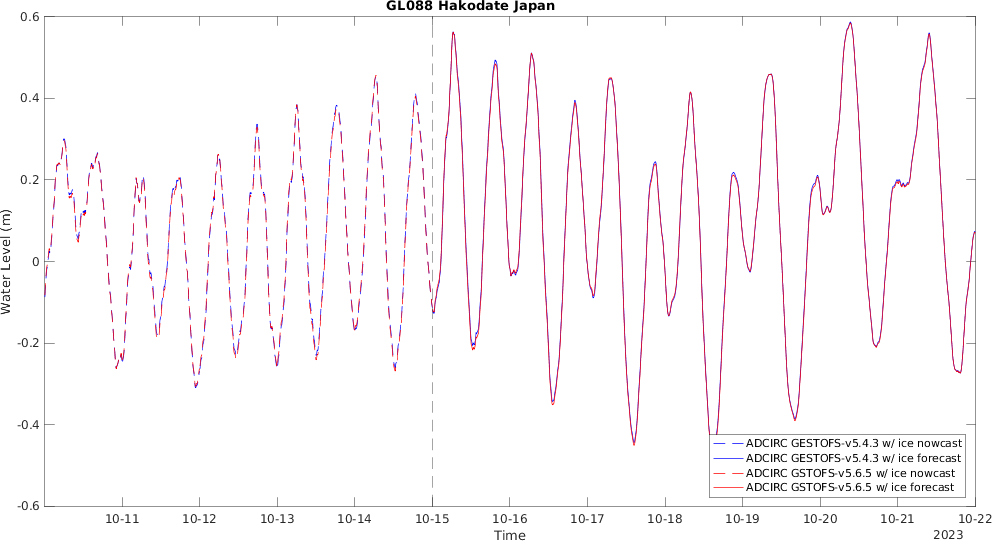 GL088 Hakodate Japan
0.6
0.4
0.2
0
-0.2
-0.4
-0.6
Water Level (m)
ADCIRC GESTOFS-v5.4.3 w/ ice nowcast
ADCIRC GESTOFS-v5.4.3 w/ ice forecast
ADCIRC GSTOFS-v5.6.5 w/ ice nowcast
ADCIRC GSTOFS-v5.6.5 w/ ice forecast
10-11 10-12 10-13 10-14 10-15 10-16 10-17 10-18 10-19 10-20 10-21 10-22
Time 2023